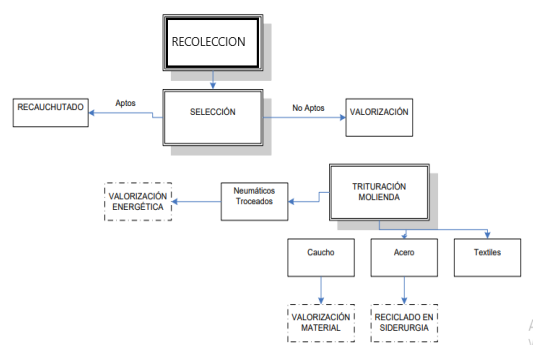 RECOLECCION
RECAUCHUTADO
Aptos
SELECCIÓN
No Aptos
VALORIZACIÓN
VALORIZACIÓN
ENERGÉTICA
Neumáticos
Troceados
TRITURACIÓN
MOLIENDA
Caucho
Acero
Textiles
VALORIZACIÓN
MATERIAL
RECICLADO EN
SIDERURGIA